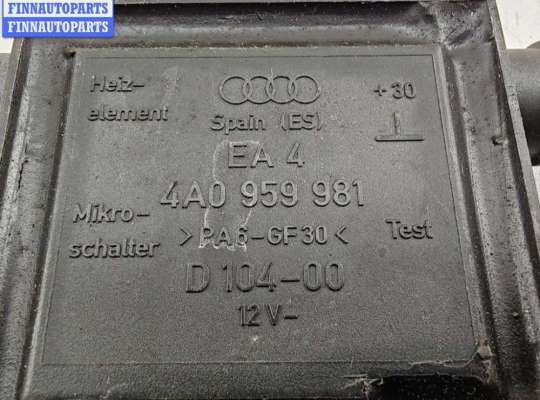 FINNAUTOPARTS
FINNAUTOPARTS
Heiz-
element
+30
Spain (ES)
EA 4
4A0 959 981
Mikro-
schalter
>PA6-GF30<
Test
D 104-00
12V-